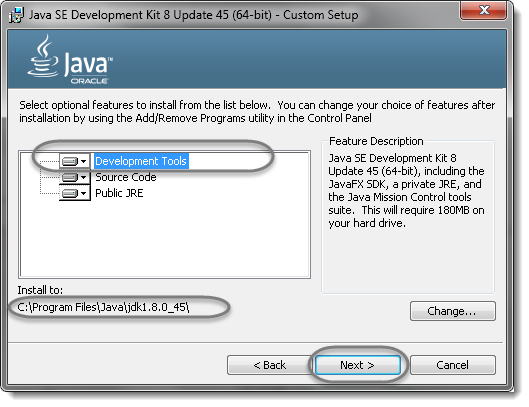 Java SE Development Kit 8 Update 45 (64-bit) - Custom Setup
Java™
ORACLE
Select optional features to install from the list below. You can change your choice of features after
installation by using the Add/Remove Programs utility in the Control Panel
Development Tools
Source Code
Public JRE
Feature Description
Java SE Development Kit 8
Update 45 (64-bit), including the
JavaFX SDK, a private JRE, and
the Java Mission Control tools
suite. This will require 180MB on
your hard drive.
Install to:
C:\Program Files\Java\jdk1.8.0_45\
Change...
< Back
Next >
Cancel